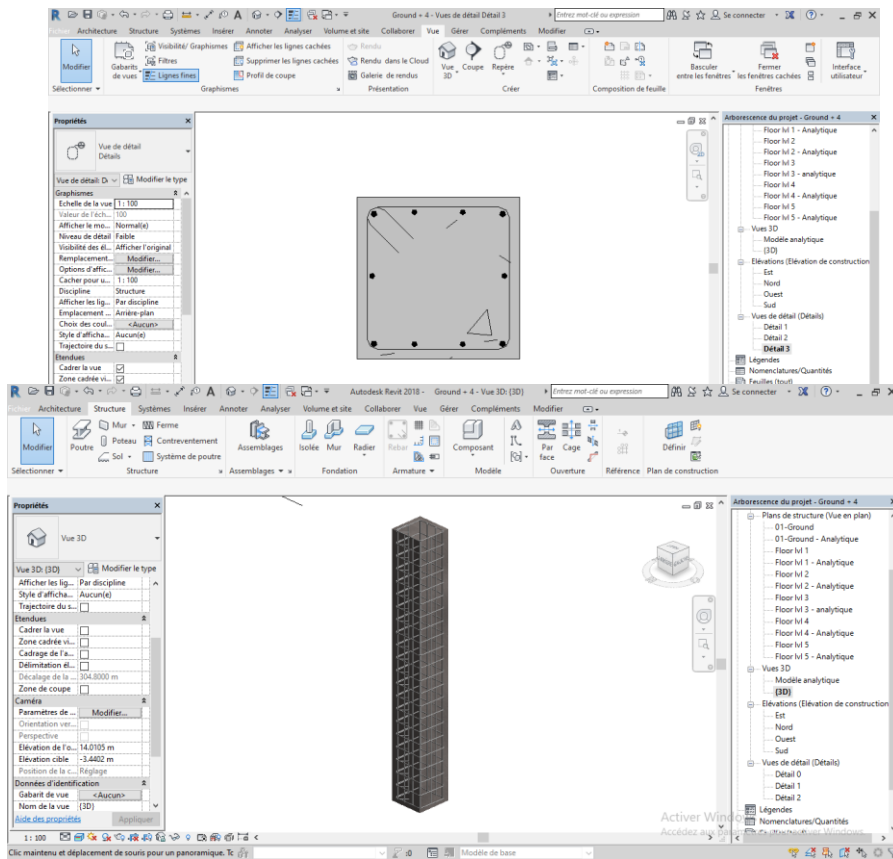 Ground + 4 - Vues de détail Détail 3
Entrez mot-clé ou expression
Se connecter
Architecture Structure Systèmes Insérer Annoter Analyser Volume et site Collaborer Vue Gérer Compléments Modifier
Modifier
Sélectionner
Gabarits de vues
Visibilité/ Graphismes
Filtres
Lignes fines
Afficher les lignes cachées
Supprimer les lignes cachées
Profil de coupe
Graphismes
Rendu
Rendu dans le Cloud
Galerie de rendus
Présentation
Vue 3D
Coupe
Repère
Créer
Composition de feuille
Basculer entre les fenêtres
Fermer les fenêtres cachées
Fenêtres
Interface utilisateur
Propriétés
Vue de détail
Détails
Vue de détail: D
Modifier le type
Graphismes
Echelle de la vue 1 : 100
Valeur de l'éch... 100
Afficher le mo... Normal(e)
Niveau de détail Faible
Visibilité des él... Afficher l'original
Remplacement... Modifier...
Options d'affic... Modifier...
Cacher pour u... 1 : 100
Discipline Structure
Afficher les lig... Par discipline
Emplacement ... Arrière-plan
Choix des coul... <Aucun>
Style d'afficha... Aucun(e)
Trajectoire du s...
Etendues
Cadrer la vue
Zone cadrée vi...
Arborescence du projet - Ground + 4
Floor lvl 1 - Analytique
Floor lvl 2
Floor lvl 2 - Analytique
Floor lvl 3
Floor lvl 3 - analytique
Floor lvl 4
Floor lvl 4 - Analytique
Floor lvl 5
Floor lvl 5 - Analytique
Vues 3D
Modèle analytique
{3D}
Elévations (Elévation de construction
Est
Nord
Ouest
Sud
Vues de détail (Détails)
Détail 1
Détail 2
Détail 3
Légendes
Nomenclatures/Quantités
Feuilles (tout)
Autodesk Revit 2018 - Ground + 4 - Vue 3D: {3D}
Entrez mot-clé ou expression
Se connecter
Architecture Structure Systèmes Insérer Annoter Analyser Volume et site Collaborer Vue Gérer Compléments Modifier
Modifier
Sélectionner
Poutre
Mur
Poteau
Sol
Ferme
Contreventement
Système de poutre
Structure
Assemblages
Assemblages
Isolée
Mur
Radier
Fondation
Rebar
Armature
Composant
Modèle
Par face
Cage
Ouverture
Référence
Définir
Plan de construction
Propriétés
Vue 3D
Vue 3D: {3D}
Modifier le type
Afficher les lig... Par discipline
Style d'afficha... Aucun(e)
Trajectoire du s...
Etendues
Cadrer la vue
Zone cadrée vi...
Cadrage de l'a...
Délimitation él...
Décalage de la ... 304.8000 m
Zone de coupe
Caméra
Paramètres de ... Modifier...
Orientation ver...
Perspective
Elévation de l'o... 14.0105 m
Elévation cible -3.4402 m
Position de la c... Réglage
Données d'identification
Gabarit de vue <Aucun>
Nom de la vue {3D}
Aide des propriétés
Appliquer
Arborescence du projet - Ground + 4
Plans de structure (Vue en plan)
01-Ground
01-Ground - Analytique
Floor lvl 1
Floor lvl 1 - Analytique
Floor lvl 2
Floor lvl 2 - Analytique
Floor lvl 3
Floor lvl 3 - analytique
Floor lvl 4
Floor lvl 4 - Analytique
Floor lvl 5
Floor lvl 5 - Analytique
Vues 3D
Modèle analytique
{3D}
Elévations (Elévation de construction
Est
Nord
Ouest
Sud
Vues de détail (Détails)
Détail 0
Détail 1
Détail 2
Légendes
Nomenclatures/Quantités
1 : 100
Clic maintenu et déplacement de souris pour un panoramique. Tc
:0
Modèle de base